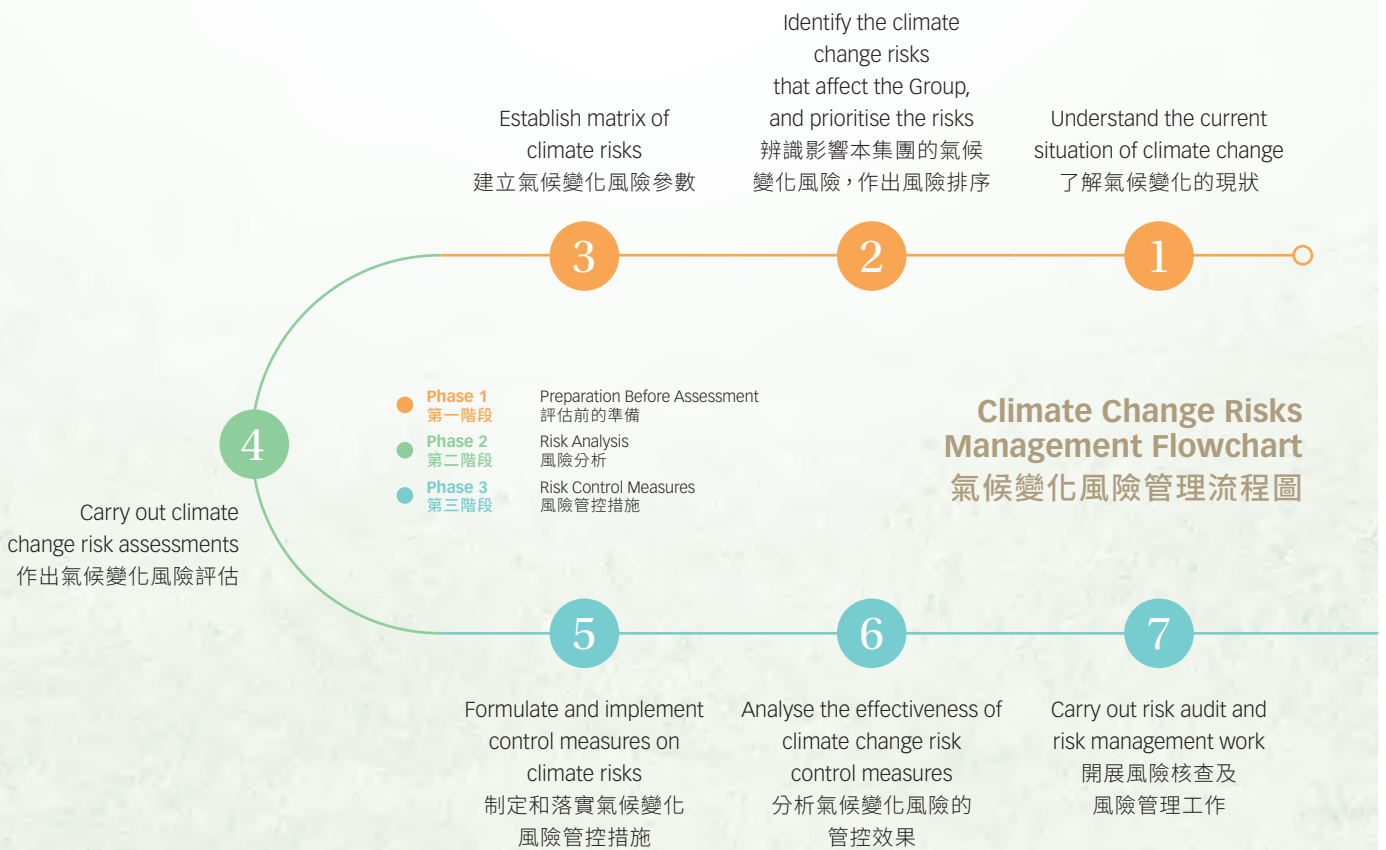 Climate Change Risks
Management Flowchart
氣候變化風險管理流程圖
1
Understand the current
situation of climate change
了解氣候變化的現狀
2
Identify the climate
change risks
that affect the Group,
and prioritise the risks
辨識影響本集團的氣候
變化風險，作出風險排序
3
Establish matrix of
climate risks
建立氣候變化風險參數
4
Carry out climate
change risk assessments
作出氣候變化風險評估
Phase 1 Preparation Before Assessment
第一階段 評估前的準備
Phase 2 Risk Analysis
第二階段 風險分析
Phase 3 Risk Control Measures
第三階段 風險管控措施
5
Formulate and implement
control measures on
climate risks
制定和落實氣候變化
風險管控措施
6
Analyse the effectiveness of
climate change risk
control measures
分析氣候變化風險的
管控效果
7
Carry out risk audit and
risk management work
開展風險核查及
風險管理工作